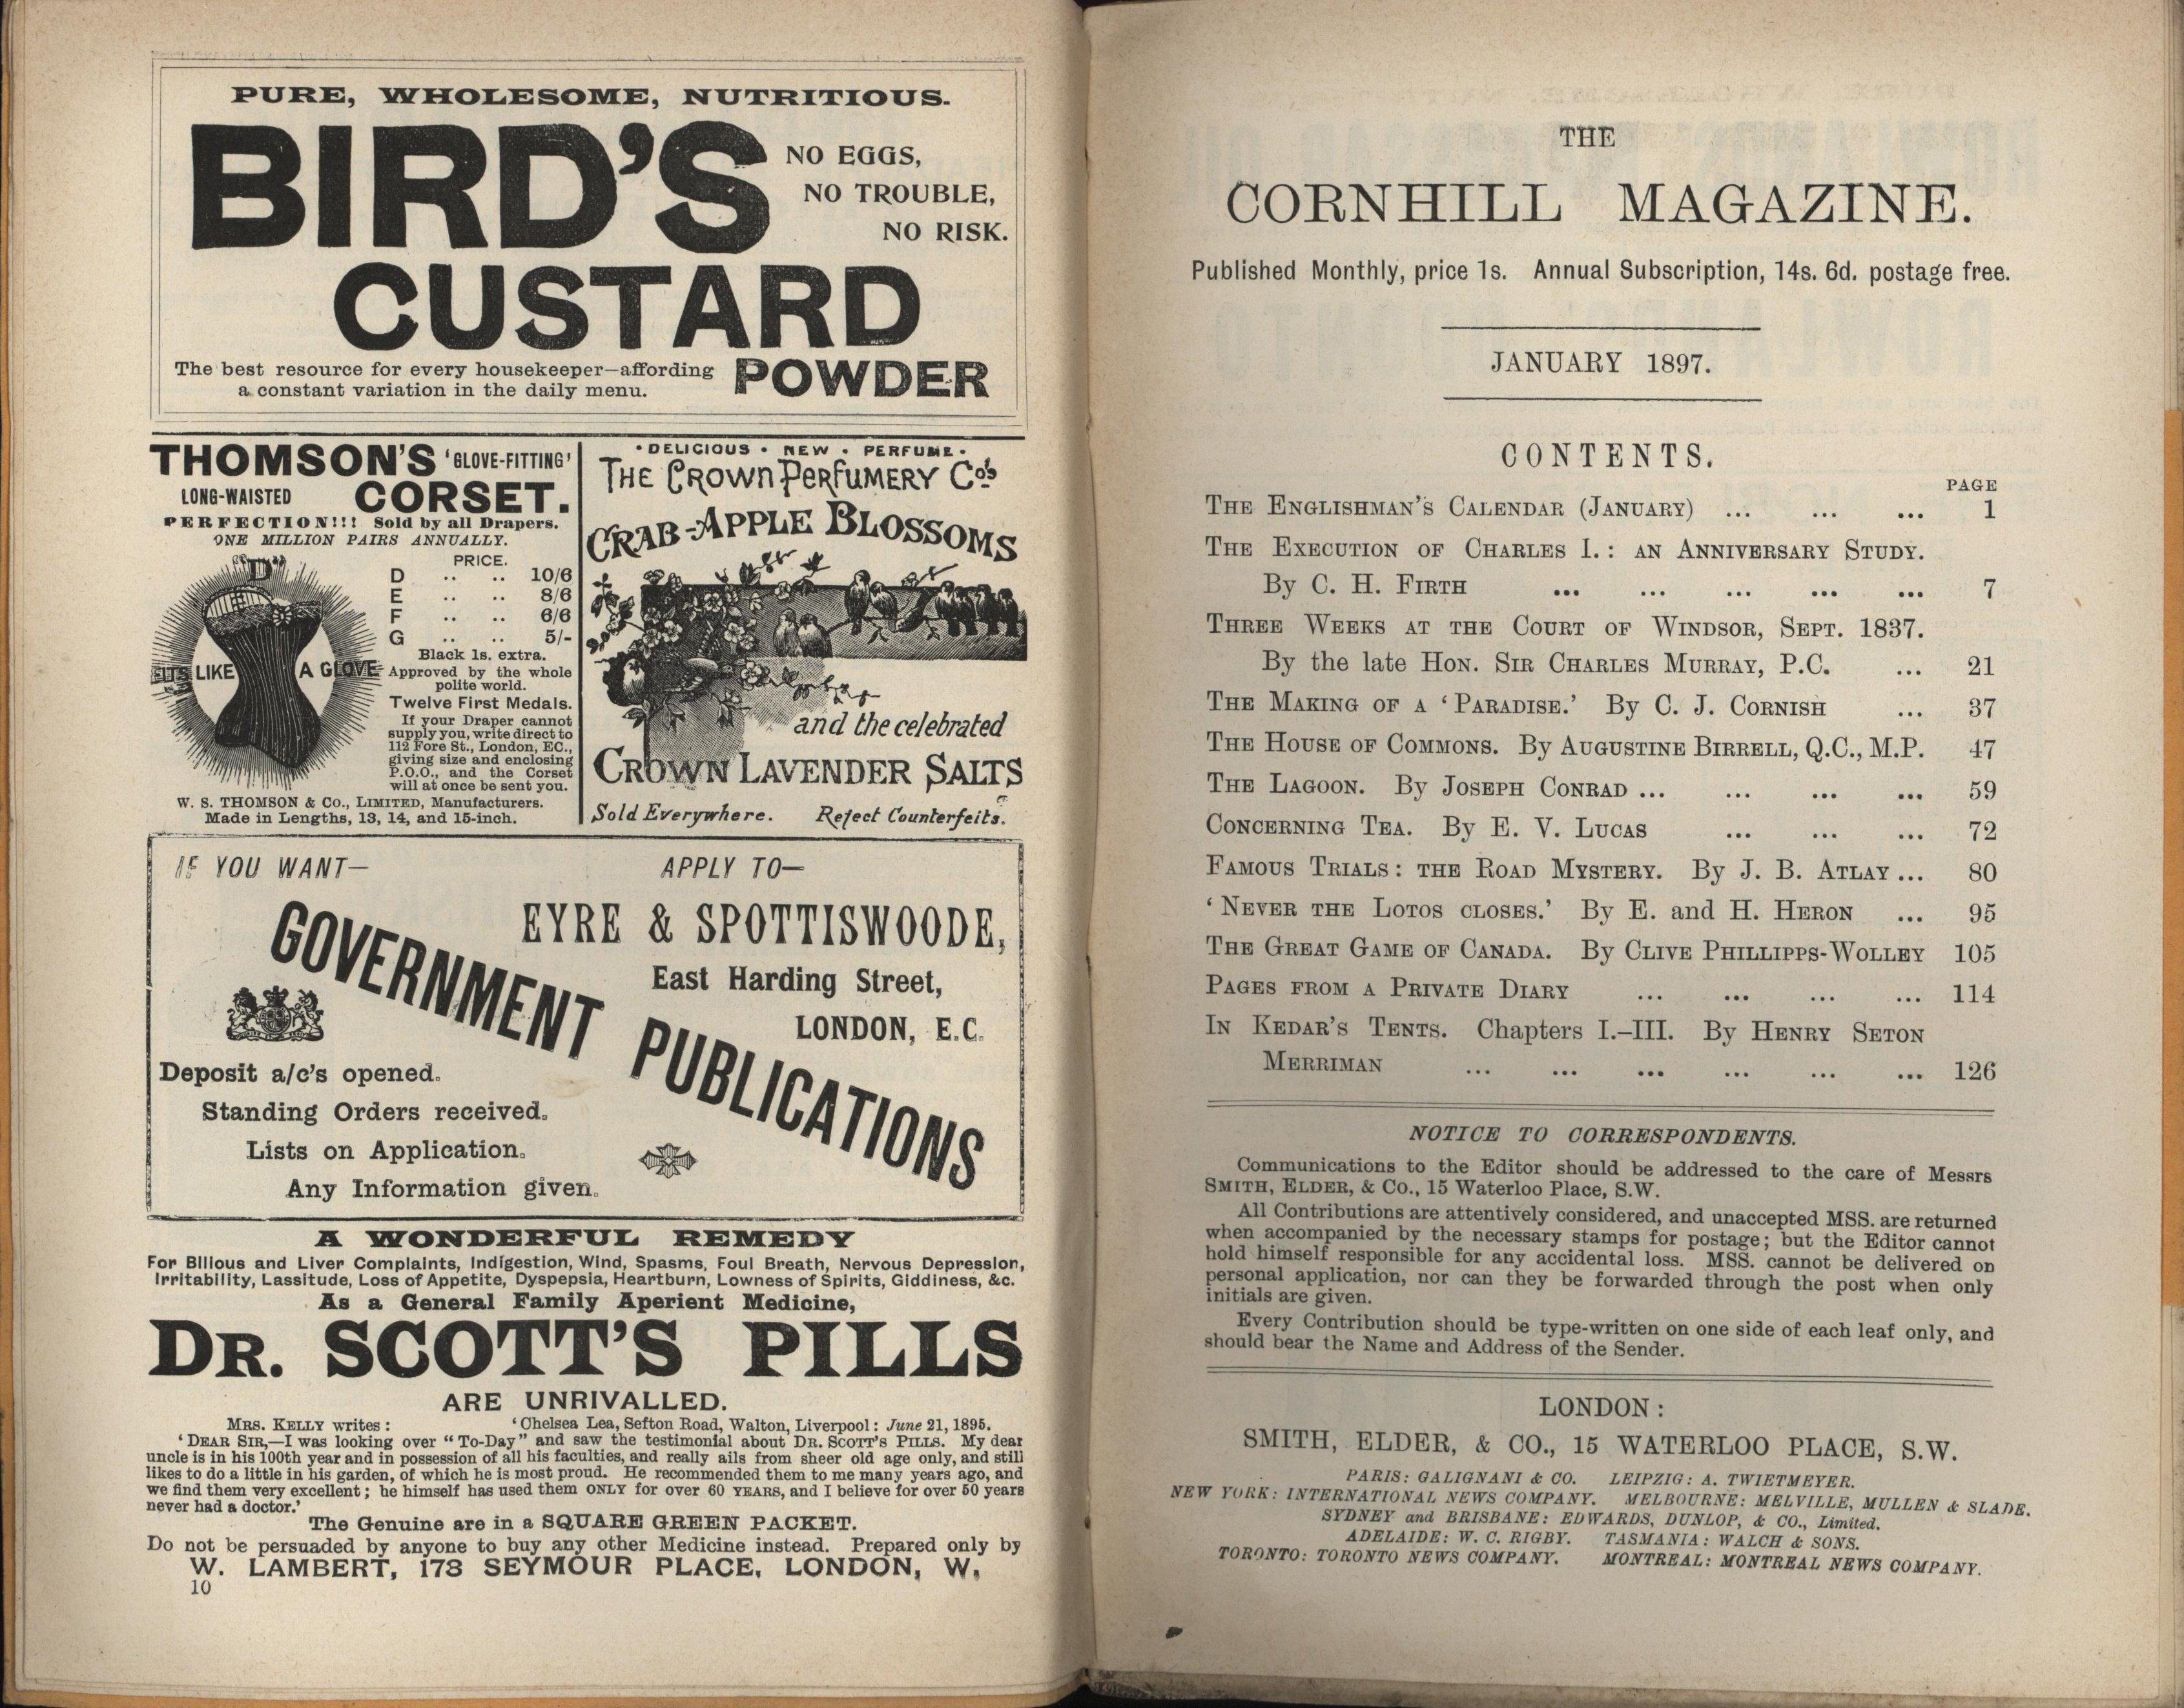 PURE, WHOLESOME, NUTRITIOUS.
BIRD'S
NO EGGS,
NO TROUBLE,
NO RISK.
CUSTARD
The best resource for every housekeeper—affording
a constant variation in the daily menu.
POWDER
THOMSON'S 'GLOVE-FITTING'
LONG-WAISTED CORSET.
PERFECTION!!! Sold by all Drapers.
ONE MILLION PAIRS ANNUALLY.
PRICE.
D .. .. 10/6
E .. .. 8/6
F .. .. 6/6
G .. .. 5/-
Black 1s. extra.
"D"
FITS LIKE A GLOVE
Approved by the whole
polite world.
Twelve First Medals.
If your Draper cannot
supply you, write direct to
112 Fore St., London, EC.,
giving size and enclosing
P.O.O., and the Corset
will at once be sent you.
W. S. THOMSON & Co., LIMITED, Manufacturers.
Made in Lengths, 13, 14, and 15-inch.
· DELICIOUS · NEW · PERFUME ·
THE CROWN PERFUMERY Co's
CRAB-APPLE BLOSSOMS
and the celebrated
CROWN LAVENDER SALTS
Sold Everywhere. Reject Counterfeits.
IF YOU WANT—
APPLY TO—
GOVERNMENT PUBLICATIONS
EYRE & SPOTTISWOODE,
East Harding Street,
LONDON, E.C.
Deposit a/c's opened.
Standing Orders received.
Lists on Application.
Any Information given.
A WONDERFUL REMEDY
For Bilious and Liver Complaints, Indigestion, Wind, Spasms, Foul Breath, Nervous Depression,
Irritability, Lassitude, Loss of Appetite, Dyspepsia, Heartburn, Lowness of Spirits, Giddiness, &c.
As a General Family Aperient Medicine,
DR. SCOTT'S PILLS
ARE UNRIVALLED.
MRS. KELLY writes: 'Chelsea Lea, Sefton Road, Walton, Liverpool: June 21, 1895.
'DEAR SIR,—I was looking over "To-Day" and saw the testimonial about DR. SCOTT'S PILLS. My dear
uncle is in his 100th year and in possession of all his faculties, and really ails from sheer old age only, and still
likes to do a little in his garden, of which he is most proud. He recommended them to me many years ago, and
we find them very excellent; he himself has used them ONLY for over 60 YEARS, and I believe for over 50 years
never had a doctor.'
The Genuine are in a SQUARE GREEN PACKET.
Do not be persuaded by anyone to buy any other Medicine instead. Prepared only by
W. LAMBERT, 173 SEYMOUR PLACE, LONDON, W.
10
THE
CORNHILL MAGAZINE.
Published Monthly, price 1s. Annual Subscription, 14s. 6d. postage free.
JANUARY 1897.
CONTENTS.
PAGE
THE ENGLISHMAN'S CALENDAR (JANUARY) ... ... ... 1
THE EXECUTION OF CHARLES I.: AN ANNIVERSARY STUDY.
By C. H. FIRTH ... ... ... ... ... 7
THREE WEEKS AT THE COURT OF WINDSOR, SEPT. 1837.
By the late HON. SIR CHARLES MURRAY, P.C. ... 21
THE MAKING OF A 'PARADISE.' By C. J. CORNISH ... 37
THE HOUSE OF COMMONS. By AUGUSTINE BIRRELL, Q.C., M.P. 47
THE LAGOON. By JOSEPH CONRAD ... ... ... ... 59
CONCERNING TEA. By E. V. LUCAS ... ... ... 72
FAMOUS TRIALS: THE ROAD MYSTERY. By J. B. ATLAY ... 80
'NEVER THE LOTOS CLOSES.' By E. and H. HERON ... 95
THE GREAT GAME OF CANADA. By CLIVE PHILLIPPS-WOLLEY 105
PAGES FROM A PRIVATE DIARY ... ... ... ... 114
IN KEDAR'S TENTS. Chapters I.–III. By HENRY SETON
MERRIMAN ... ... ... ... ... ... 126
NOTICE TO CORRESPONDENTS.
Communications to the Editor should be addressed to the care of Messrs
SMITH, ELDER, & CO., 15 Waterloo Place, S.W.
All Contributions are attentively considered, and unaccepted MSS. are returned
when accompanied by the necessary stamps for postage; but the Editor cannot
hold himself responsible for any accidental loss. MSS. cannot be delivered on
personal application, nor can they be forwarded through the post when only
initials are given.
Every Contribution should be type-written on one side of each leaf only, and
should bear the Name and Address of the Sender.
LONDON:
SMITH, ELDER, & CO., 15 WATERLOO PLACE, S.W.
PARIS: GALIGNANI & CO. LEIPZIG: A. TWIETMEYER.
NEW YORK: INTERNATIONAL NEWS COMPANY. MELBOURNE: MELVILLE, MULLEN & SLADE.
SYDNEY and BRISBANE: EDWARDS, DUNLOP, & CO., Limited.
ADELAIDE: W. C. RIGBY. TASMANIA: WALCH & SONS.
TORONTO: TORONTO NEWS COMPANY. MONTREAL: MONTREAL NEWS COMPANY.